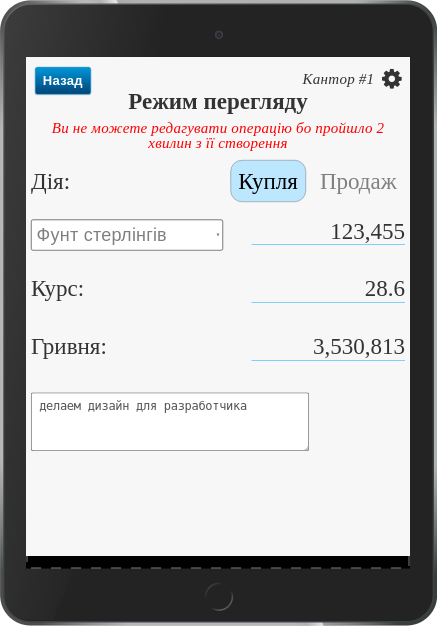 Назад
Кантор #1
Режим перегляду
Ви не можете редагувати операцію бо пройшло 2
хвилин з її створення
Дія: Купля Продаж
Фунт стерлінгів 123,455
Курс: 28.6
Гривня: 3,530,813
делаем дизайн для разработчика